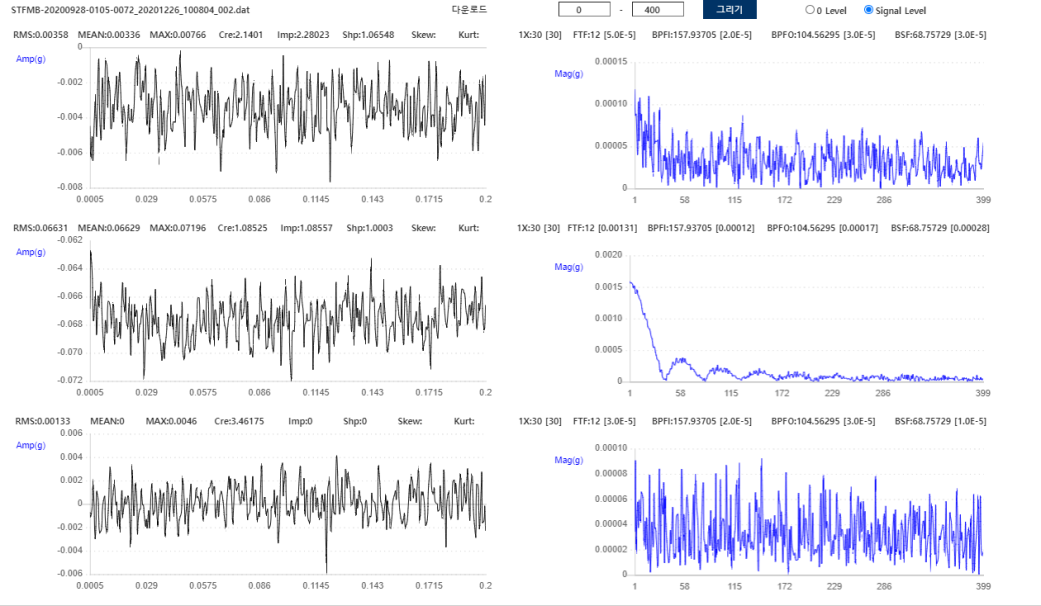 STFMB-20200928-0105-0072_20201226_100804_002.dat 다운로드 0 - 400 그리기 0 Level Signal Level
RMS:0.00358 MEAN:0.00336 MAX:0.00766 Cre:2.1401 Imp:2.28023 Shp:1.06548 Skew: Kurt:
0
Amp(g)
-0.002
-0.004
-0.006
-0.008
0.0005 0.029 0.0575 0.086 0.1145 0.143 0.1715 0.2
1X:30 [30] FTF:12 [5.0E-5] BPFI:157.93705 [2.0E-5] BPFO:104.56295 [3.0E-5] BSF:68.75729 [3.0E-5]
0.00015
Mag(g)
0.00010
0.00005
0
1 58 115 172 229 286 399
RMS:0.06631 MEAN:0.06629 MAX:0.07196 Cre:1.08525 Imp:1.08557 Shp:1.0003 Skew: Kurt:
-0.062
Amp(g)
-0.064
-0.066
-0.068
-0.070
-0.072
0.0005 0.029 0.0575 0.086 0.1145 0.143 0.1715 0.2
1X:30 [30] FTF:12 [0.00131] BPFI:157.93705 [0.00012] BPFO:104.56295 [0.00017] BSF:68.75729 [0.00028]
0.0020
Mag(g)
0.0015
0.0010
0.0005
0
1 58 115 172 229 286 399
RMS:0.00133 MEAN:0 MAX:0.0046 Cre:3.46175 Imp:0 Shp:0 Skew: Kurt:
0.006
Amp(g)
0.004
0.002
0
-0.002
-0.004
-0.006
0.0005 0.029 0.0575 0.086 0.1145 0.143 0.1715 0.2
1X:30 [30] FTF:12 [3.0E-5] BPFI:157.93705 [2.0E-5] BPFO:104.56295 [3.0E-5] BSF:68.75729 [1.0E-5]
0.00010
Mag(g)
0.00008
0.00006
0.00004
0.00002
0
1 58 115 172 229 286 399